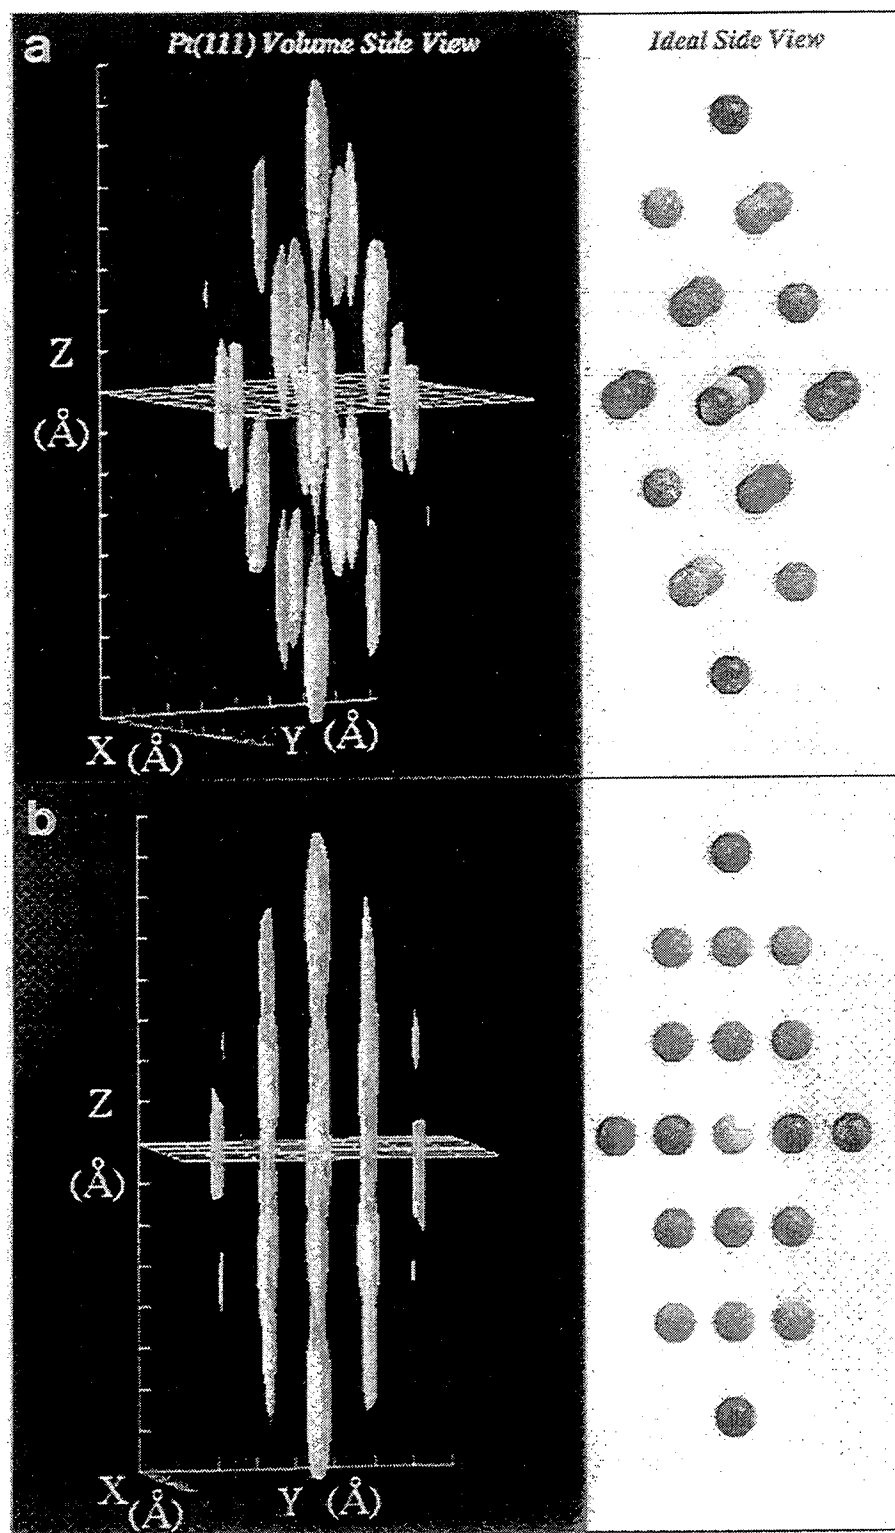 a
Pt(111) Volume Side View
Ideal Side View
Z
(Å)
X (Å)
Y (Å)
b
Z
(Å)
X
(Å)
Y (Å)